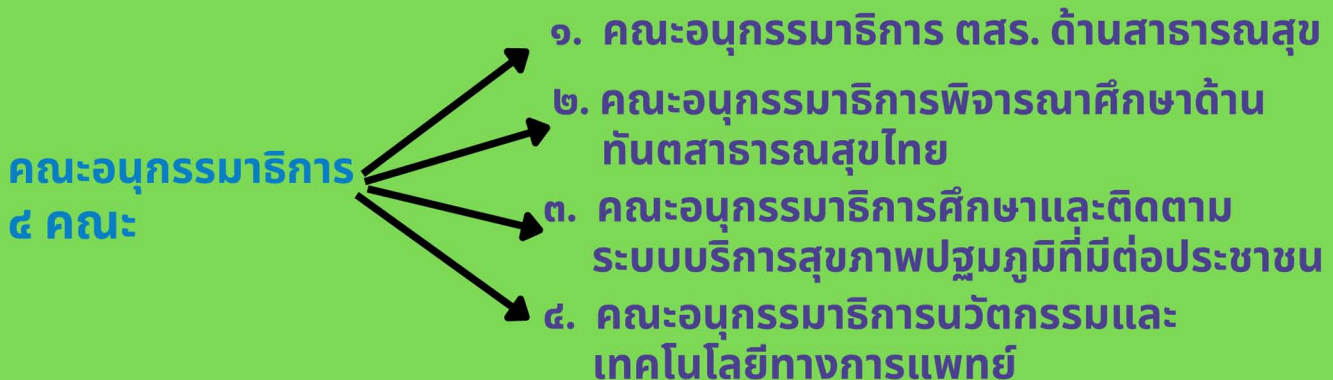 คณะอนุกรรมาธิการ
๔ คณะ
๑. คณะอนุกรรมาธิการ ตสร. ด้านสาธารณสุข
๒. คณะอนุกรรมาธิการพิจารณาศึกษาด้าน
ทันตสาธารณสุขไทย
๓. คณะอนุกรรมาธิการศึกษาและติดตาม
ระบบบริการสุขภาพปฐมภูมิที่มีต่อประชาชน
๔. คณะอนุกรรมาธิการนวัตกรรมและ
เทคโนโลยีทางการแพทย์